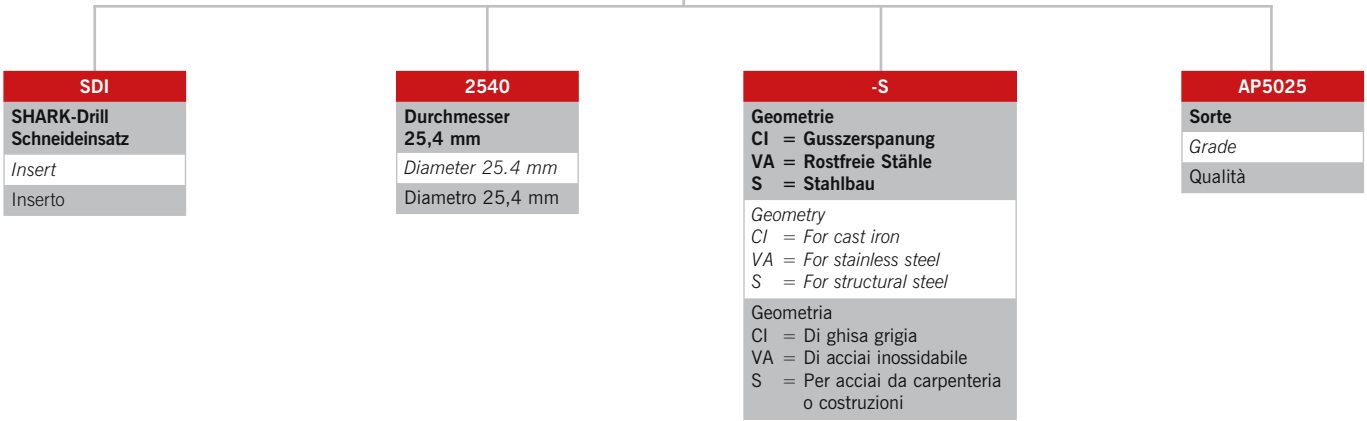 SDI
SHARK-Drill
Schneideinsatz
Insert
Inserto
2540
Durchmesser
25,4 mm
Diameter 25.4 mm
Diametro 25,4 mm
-S
Geometrie
CI = Gusszerspanung
VA = Rostfreie Stähle
S = Stahlbau
Geometry
CI = For cast iron
VA = For stainless steel
S = For structural steel
Geometria
CI = Di ghisa grigia
VA = Di acciai inossidabile
S = Per acciai da carpenteria
o costruzioni
AP5025
Sorte
Grade
Qualità